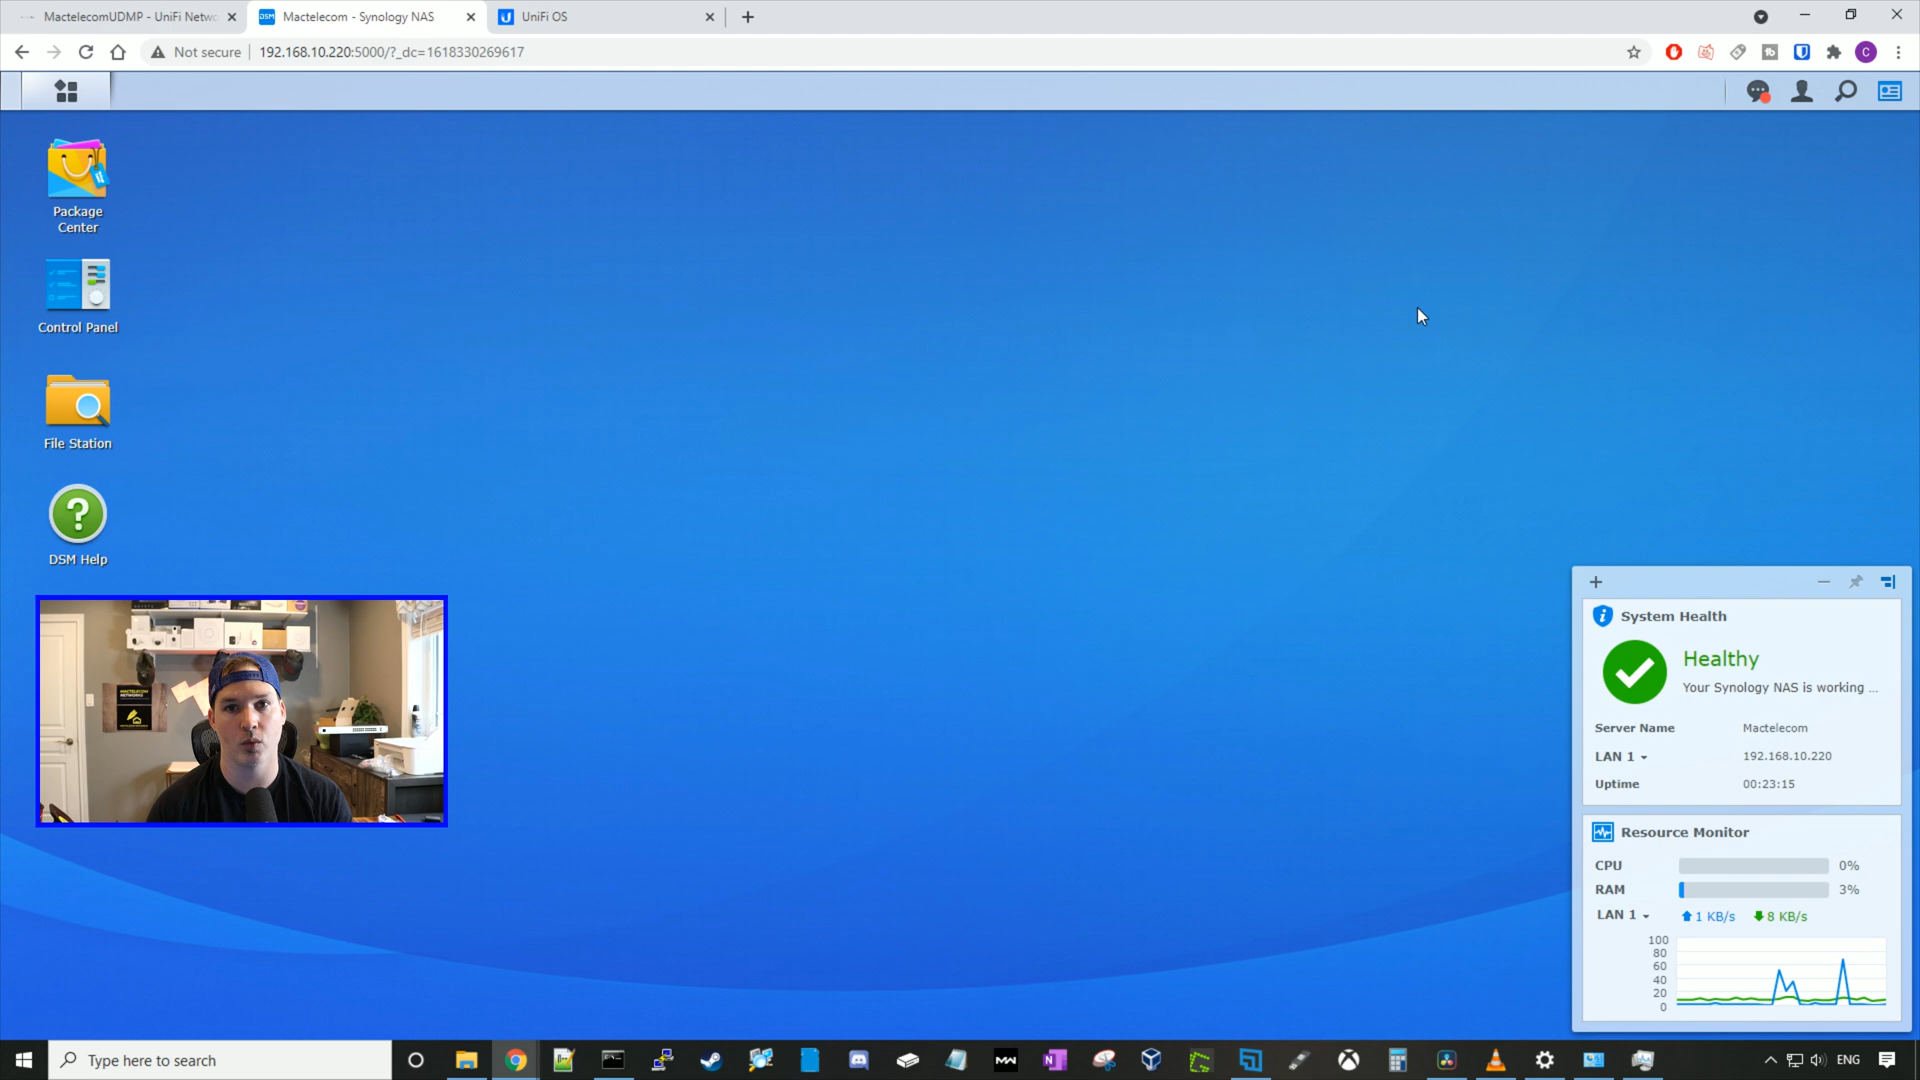 MactelecomUDMP - UniFi Netwo
Mactelecom - Synology NAS
UniFi OS
Not secure
192.168.10.220:5000/?_dc=1618330269617
Package
Center
Control Panel
File Station
DSM Help
MACTELECOM
NETWORKS
System Health
Healthy
Your Synology NAS is working ...
Server Name Mactelecom
LAN 1 192.168.10.220
Uptime 00:23:15
Resource Monitor
CPU 0%
RAM 3%
LAN 1 1 KB/s 8 KB/s
100
80
60
40
20
0
Type here to search
ENG